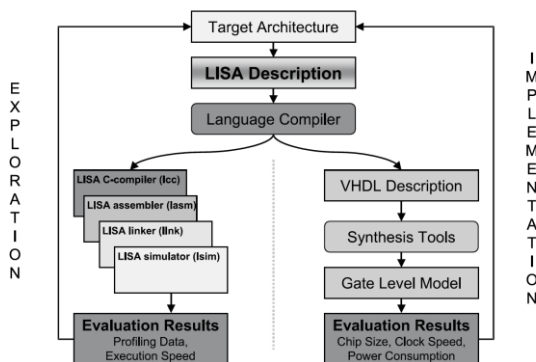 Target Architecture
LISA Description
Language Compiler
EXPLORATION
LISA C-compiler (lcc)
LISA assembler (lasm)
LISA linker (llnk)
LISA simulator (lsim)
Evaluation Results
Profiling Data,
Execution Speed
VHDL Description
Synthesis Tools
Gate Level Model
Evaluation Results
Chip Size, Clock Speed,
Power Consumption
IMPLEMENTATION